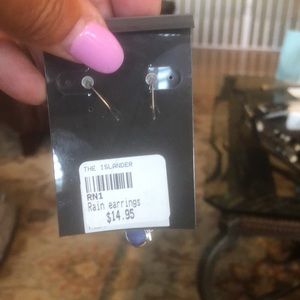 THE ISLANDER
RN1
Rain earrings
$14.95